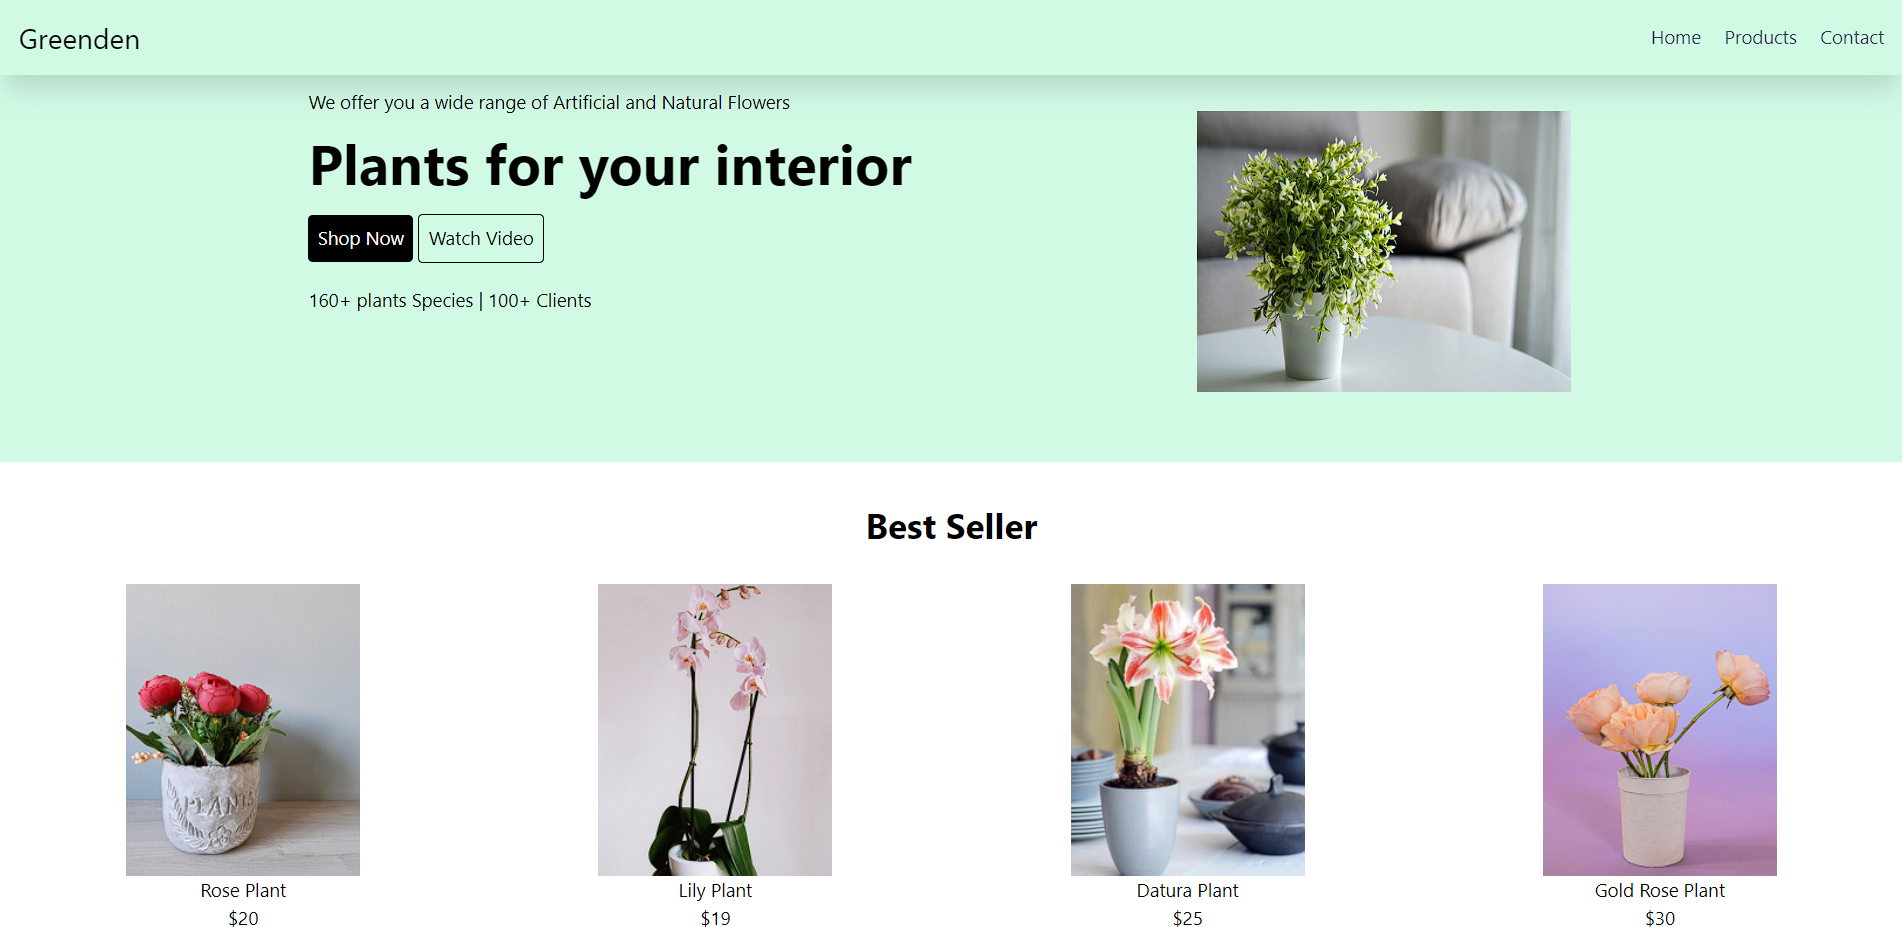 Greenden
Home Products Contact
We offer you a wide range of Artificial and Natural Flowers
Plants for your interior
Shop Now Watch Video
160+ plants Species | 100+ Clients
Best Seller
PLANTS
Rose Plant
$20
Lily Plant
$19
Datura Plant
$25
Gold Rose Plant
$30